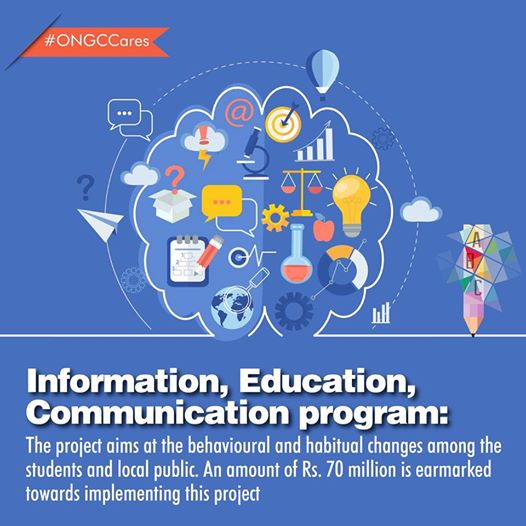 #ONGCCares
@
A
B
C
Information, Education,
Communication program:
The project aims at the behavioural and habitual changes among the
students and local public. An amount of Rs. 70 million is earmarked
towards implementing this project